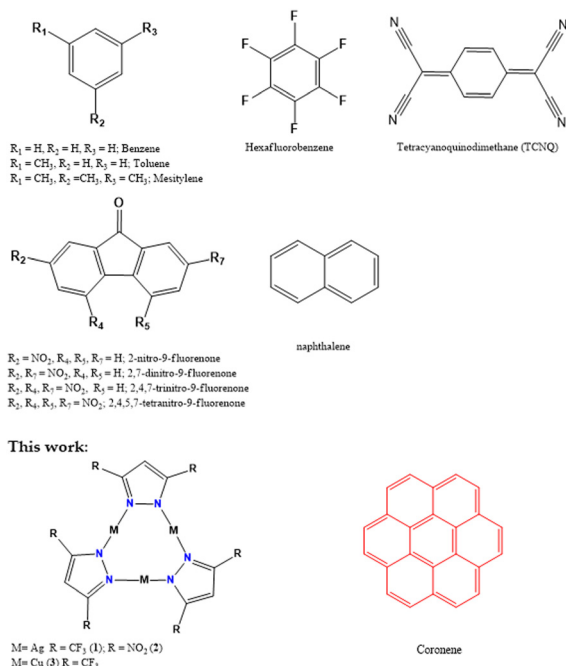 R₁ R₃
R₂
R₁ = H, R₂ = H, R₃ = H; Benzene
R₁ = CH₃, R₂ = H, R₃ = H; Toluene
R₁ = CH₃, R₂ =CH₃, R₃ = CH₃; Mesitylene
F
F F
F F
F
Hexafluorobenzene
N N
N N
Tetracyanoquinodimethane (TCNQ)
O
R₂ R₇
R₄ R₅
R₂ = NO₂, R₄, R₅, R₇ = H; 2-nitro-9-fluorenone
R₂, R₇ = NO₂, R₄, R₅ = H; 2,7-dinitro-9-fluorenone
R₂, R₄, R₇ = NO₂, R₅ = H; 2,4,7-trinitro-9-fluorenone
R₂, R₄, R₅, R₇ = NO₂; 2,4,5,7-tetranitro-9-fluorenone
naphthalene
This work:
R R
N N
R M M R
N N
N M N
R R
M= Ag R = CF₃ (1); R = NO₂ (2)
M= Cu (3) R = CF₃
Coronene